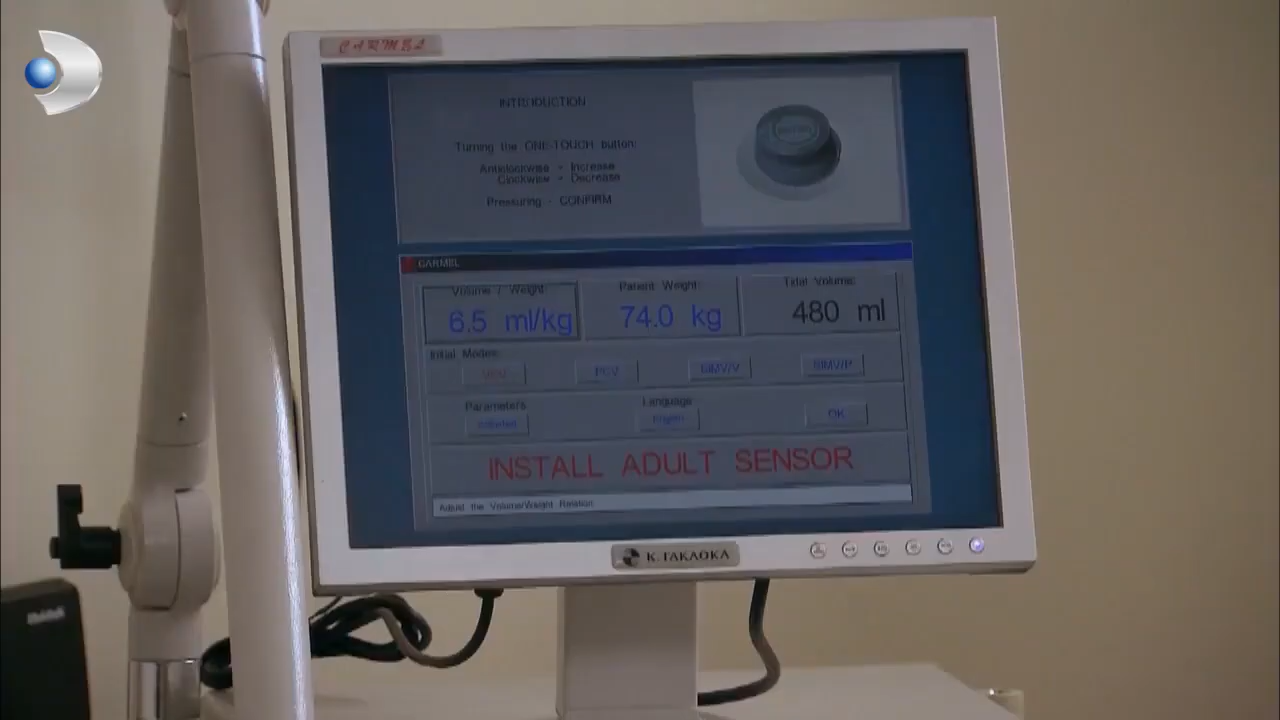 CARMEL
INTRODUCTION
Turning the ONE-TOUCH button:
Anticlockwise - Increase
Clockwise - Decrease
Pressuring - CONFIRM
CARMEL
Volume / Weight: Patient Weight: Tidal Volume:
6.5 ml/kg 74.0 kg 480 ml
Initial Modes:
PCV SIMV/V SIMV/P
Parameters Language
English OK
INSTALL ADULT SENSOR
Adjust the Volume/Weight Relation
K.TAKAOKA